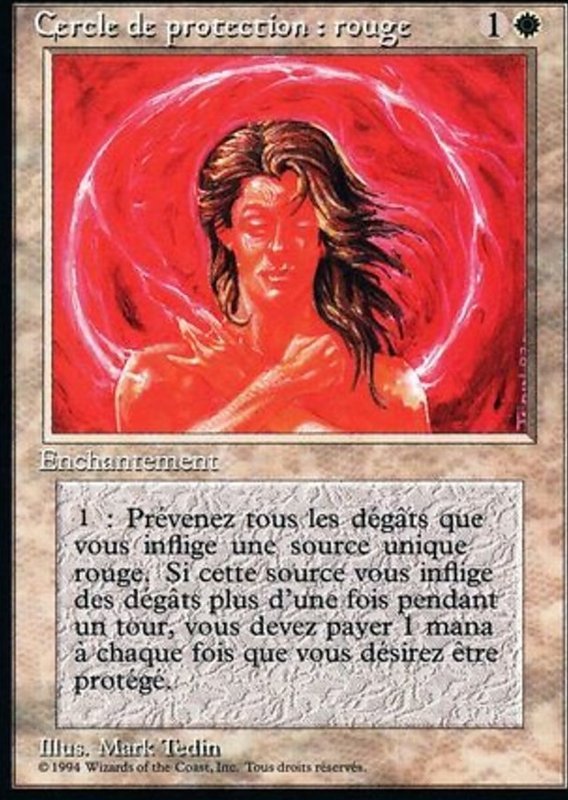 Cercle de protection : rouge 1
Enchantement
1 : Prévenez tous les dégâts que
vous inflige une source unique
rouge. Si cette source vous inflige
des dégâts plus d'une fois pendant
un tour, vous devez payer 1 mana
à chaque fois que vous désirez être
protégé.
Illus. Mark Tedin
© 1994 Wizards of the Coast, Inc. Tous droits réservés.